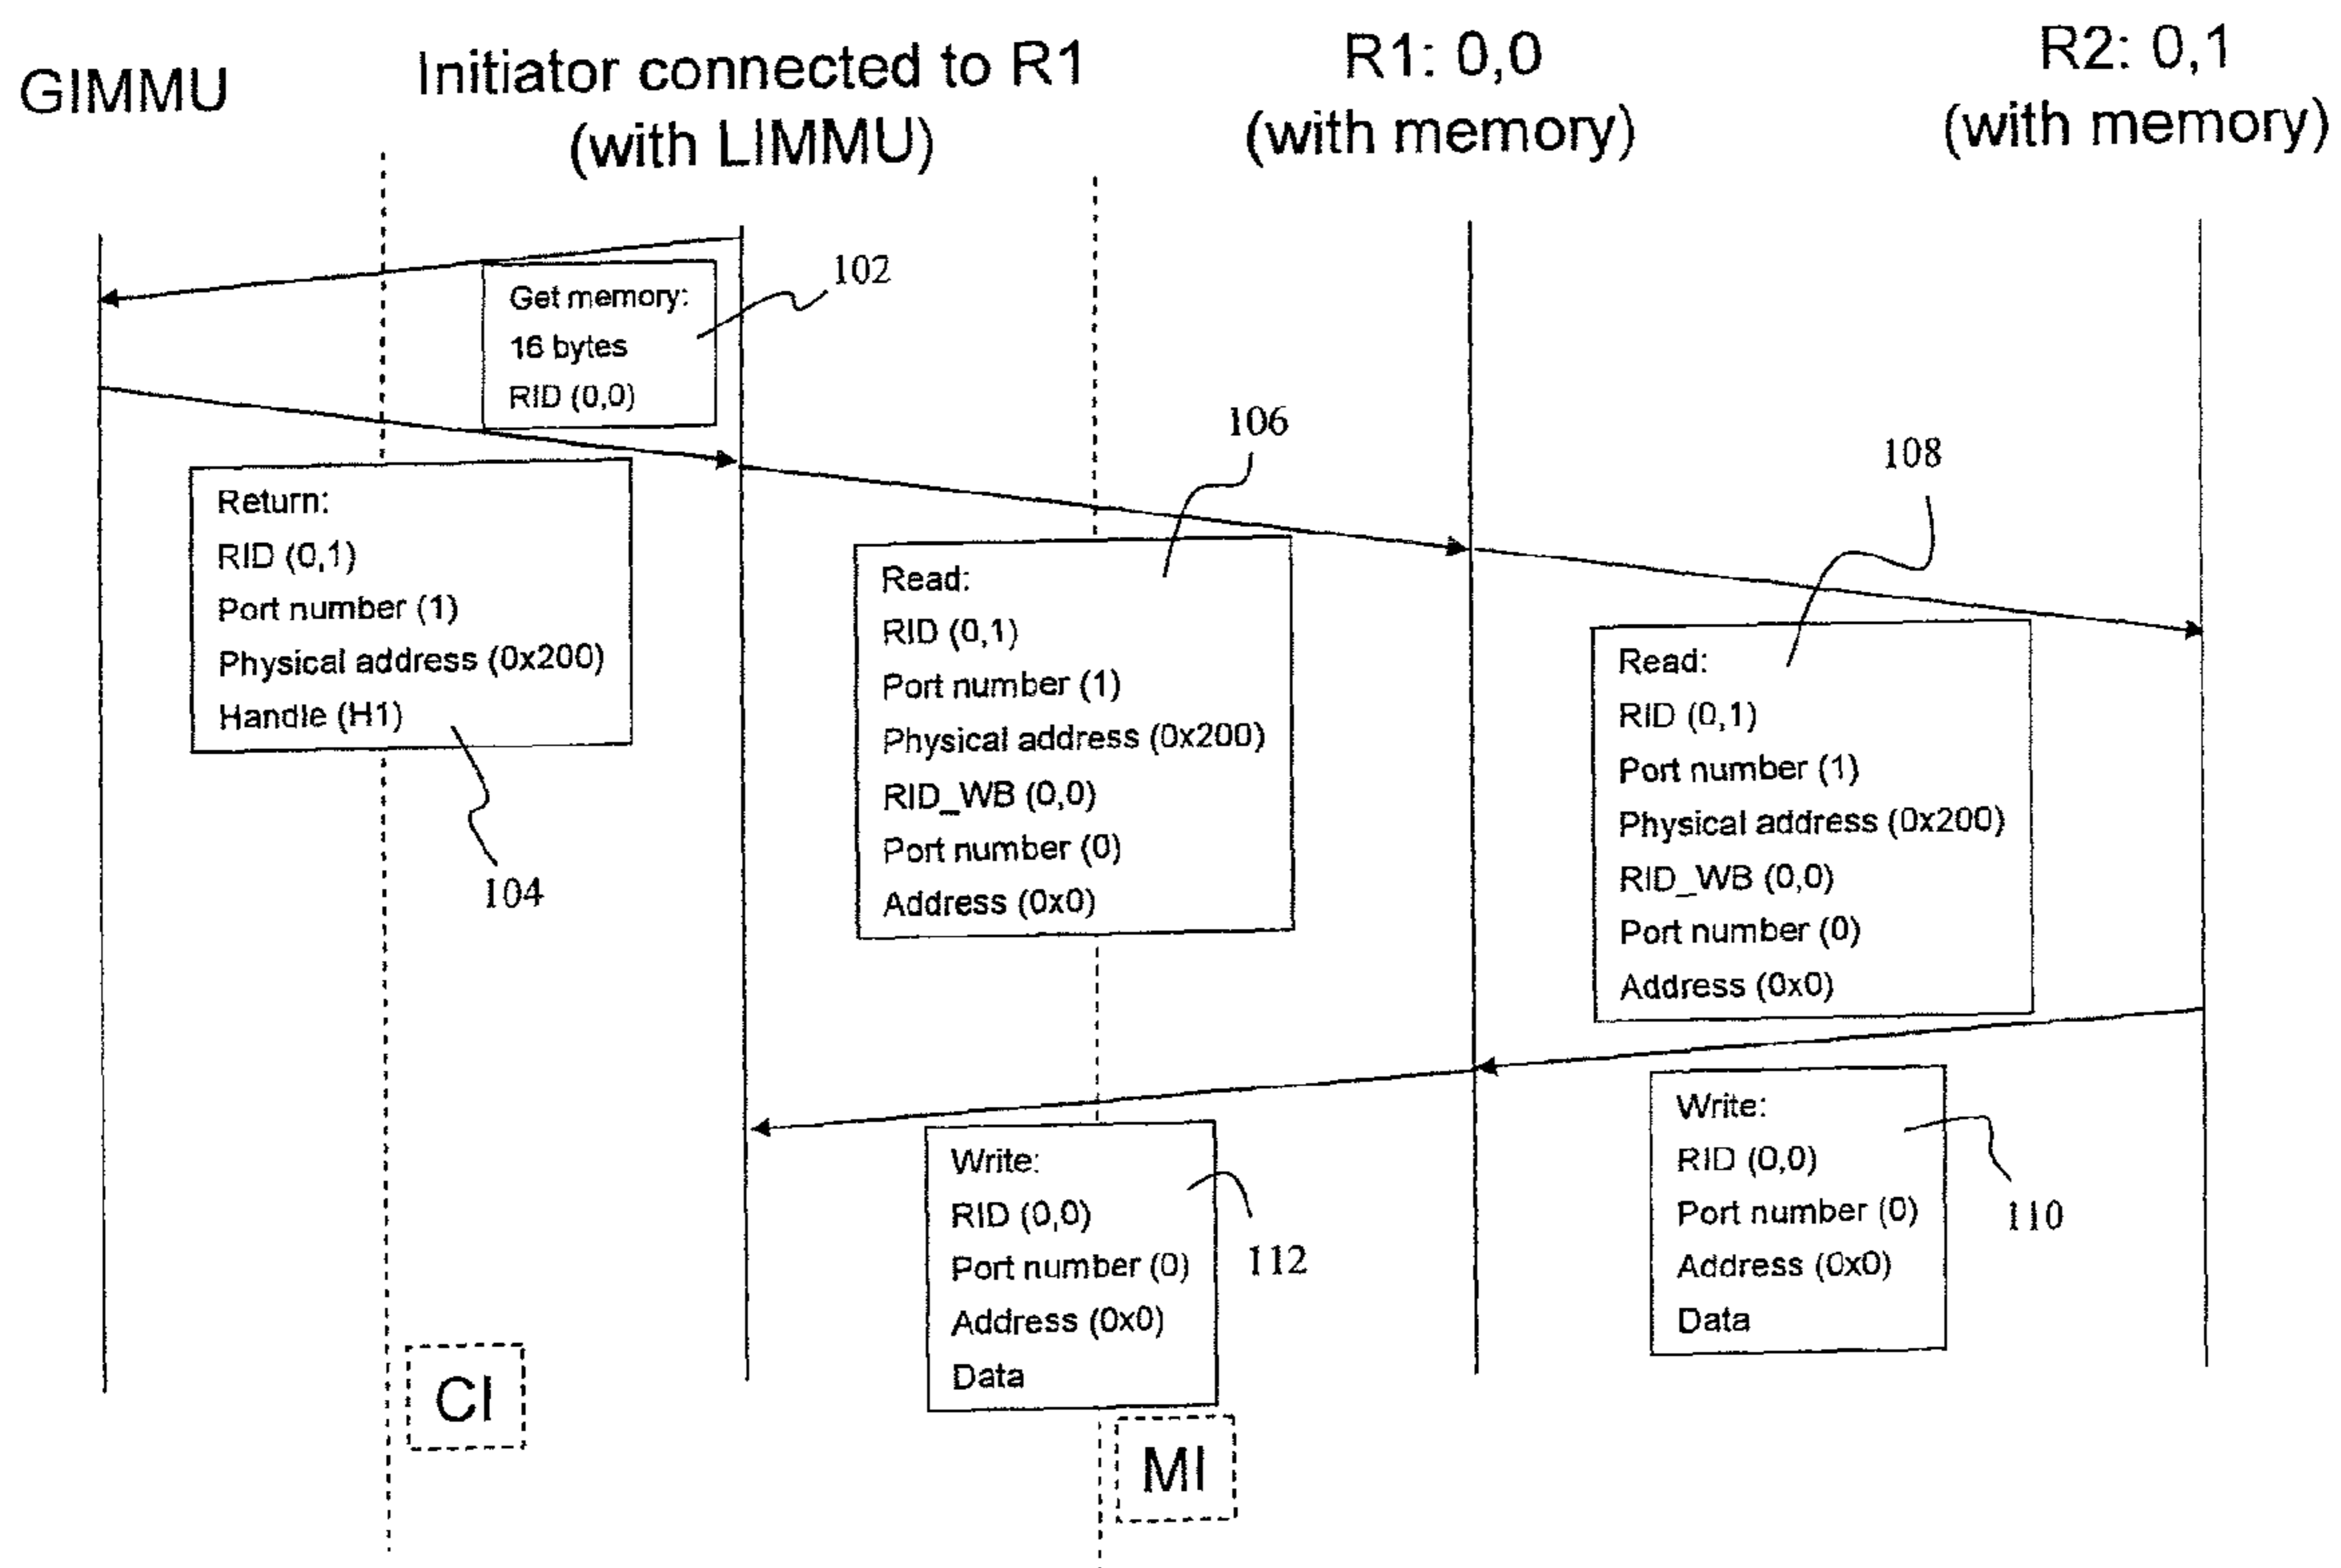 GIMMU
Initiator connected to R1
(with LIMMU)
R1: 0,0
(with memory)
R2: 0,1
(with memory)
Get memory:
16 bytes
RID (0,0)
102
Return:
RID (0,1)
Port number (1)
Physical address (0x200)
Handle (H1)
104
106
Read:
RID (0,1)
Port number (1)
Physical address (0x200)
RID_WB (0,0)
Port number (0)
Address (0x0)
108
Read:
RID (0,1)
Port number (1)
Physical address (0x200)
RID_WB (0,0)
Port number (0)
Address (0x0)
Write:
RID (0,0)
Port number (0)
Address (0x0)
Data
110
Write:
RID (0,0)
Port number (0)
Address (0x0)
Data
112
CI
MI